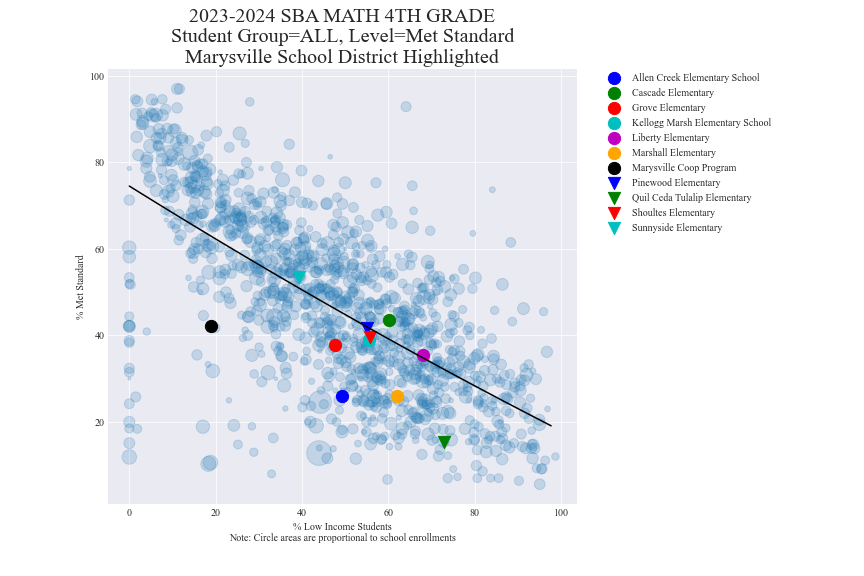 2023-2024 SBA MATH 4TH GRADE
Student Group=ALL, Level=Met Standard
Marysville School District Highlighted
100
80
60
40
20
% Met Standard
0 20 40 60 80 100
% Low Income Students
Note: Circle areas are proportional to school enrollments
Allen Creek Elementary School
Cascade Elementary
Grove Elementary
Kellogg Marsh Elementary School
Liberty Elementary
Marshall Elementary
Marysville Coop Program
Pinewood Elementary
Quil Ceda Tulalip Elementary
Shoultes Elementary
Sunnyside Elementary